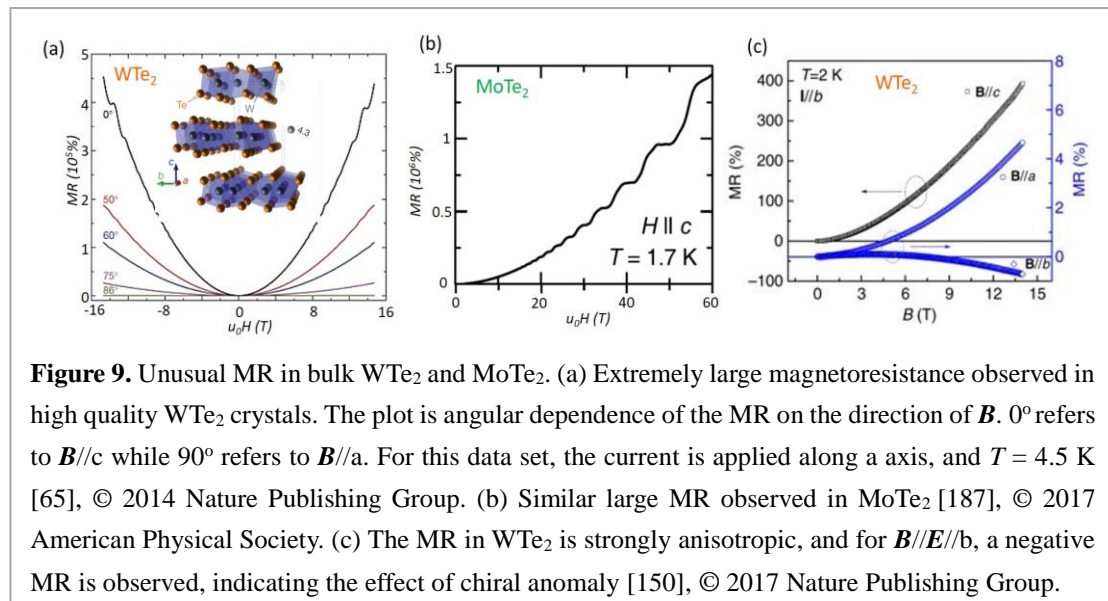 (a)
WTe₂
MR (10⁵%)
5
4
3
2
1
0
0°
50°
60°
75°
86°
Te
W
4.3
c
b
a
-16
-8
0
8
16
u₀H (T)
(b)
MoTe₂
MR (10⁶%)
1.5
1
0.5
0
H ∥ c
T = 1.7 K
0
20
40
60
u₀H (T)
(c)
T=2 K
I//b
WTe₂
B//c
B//a
B//b
MR (%)
400
300
200
100
0
−100
8
6
4
2
0
MR (%)
0
3
6
9
12
15
B (T)
Figure 9. Unusual MR in bulk WTe₂ and MoTe₂. (a) Extremely large magnetoresistance observed in
high quality WTe₂ crystals. The plot is angular dependence of the MR on the direction of B. 0° refers
to B//c while 90° refers to B//a. For this data set, the current is applied along a axis, and T = 4.5 K
[65], © 2014 Nature Publishing Group. (b) Similar large MR observed in MoTe₂ [187], © 2017
American Physical Society. (c) The MR in WTe₂ is strongly anisotropic, and for B//E//b, a negative
MR is observed, indicating the effect of chiral anomaly [150], © 2017 Nature Publishing Group.